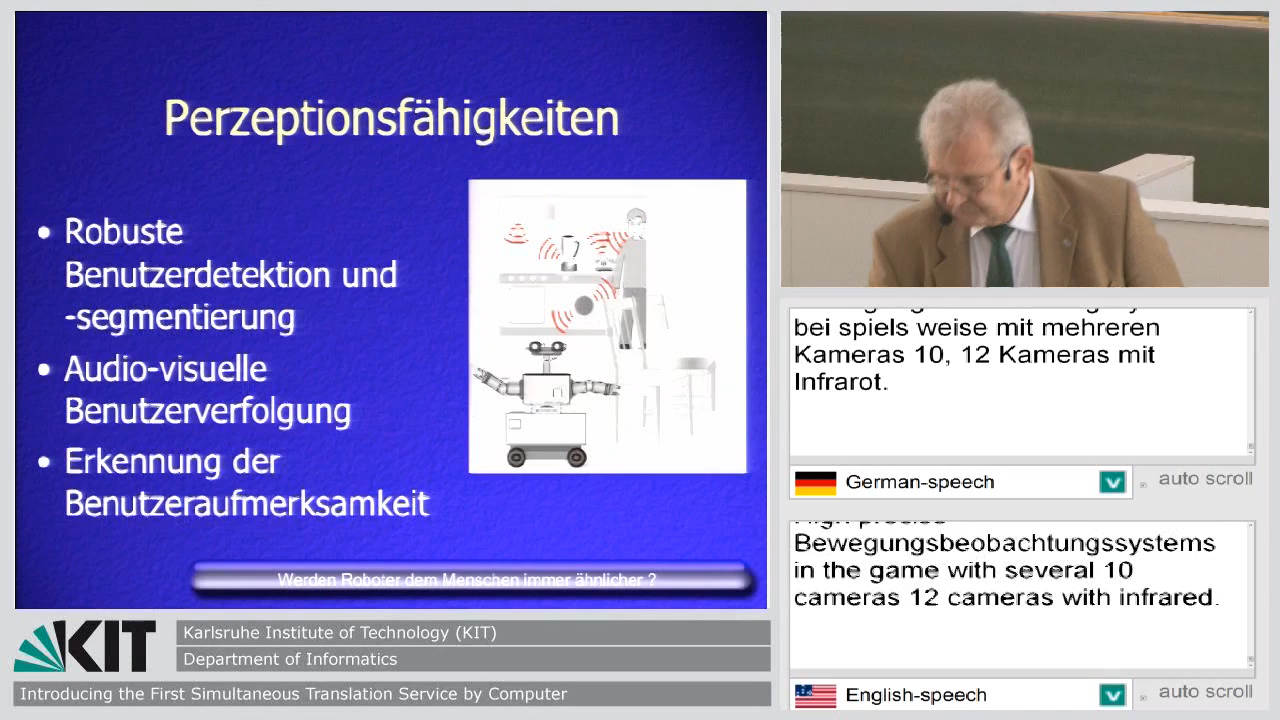 Perzeptionsfähigkeiten
• Robuste
Benutzerdetektion und
-segmentierung
• Audio-visuelle
Benutzerverfolgung
• Erkennung der
Benutzeraufmerksamkeit
Werden Roboter dem Menschen immer ähnlicher ?
bei spiels weise mit mehreren
Kameras 10, 12 Kameras mit
Infrarot.
German-speech
auto scroll
High precise
Bewegungsbeobachtungssystems
in the game with several 10
cameras 12 cameras with infrared.
English-speech
auto scroll
KIT
Karlsruhe Institute of Technology (KIT)
Department of Informatics
Introducing the First Simultaneous Translation Service by Computer